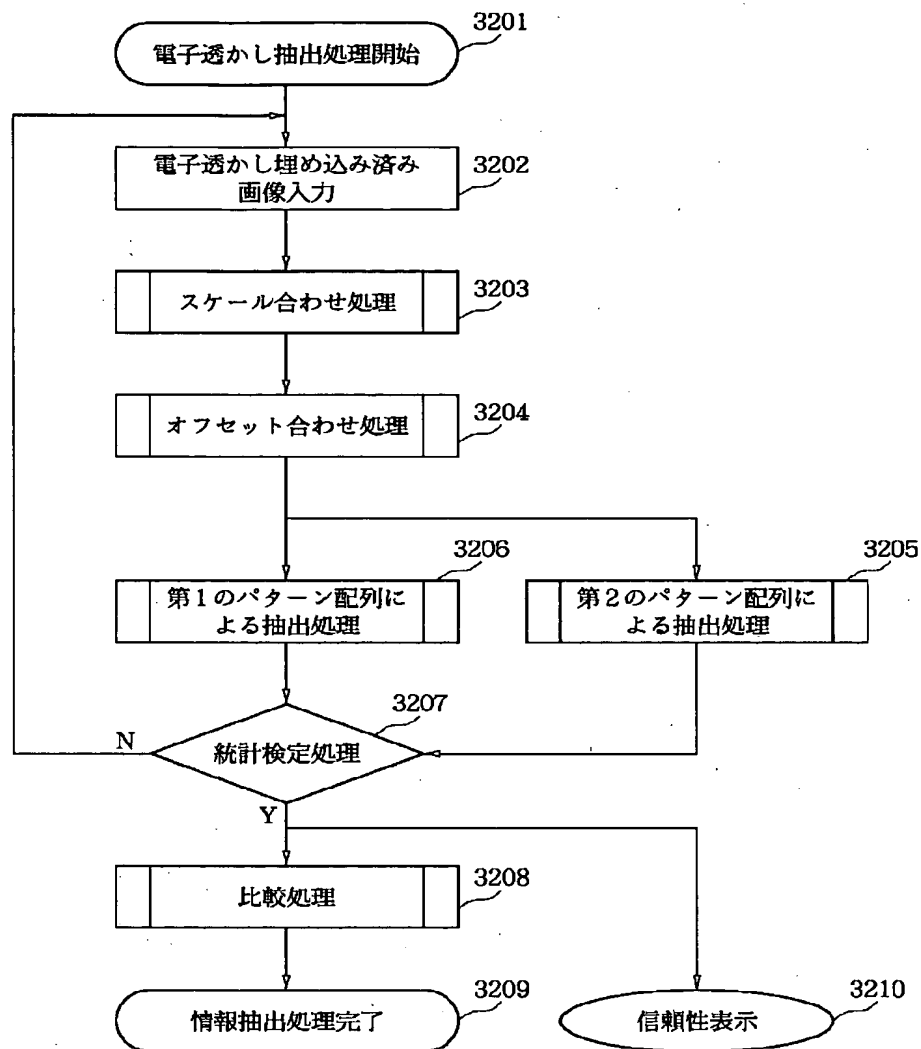 3201
電子透かし抽出処理開始
電子透かし埋め込み済み
画像入力
3202
スケール合わせ処理
3203
オフセット合わせ処理
3204
3206
第1のパターン配列に
よる抽出処理
3205
第2のパターン配列に
よる抽出処理
3207
統計検定処理
N
Y
比較処理
3208
情報抽出処理完了
3209
信頼性表示
3210